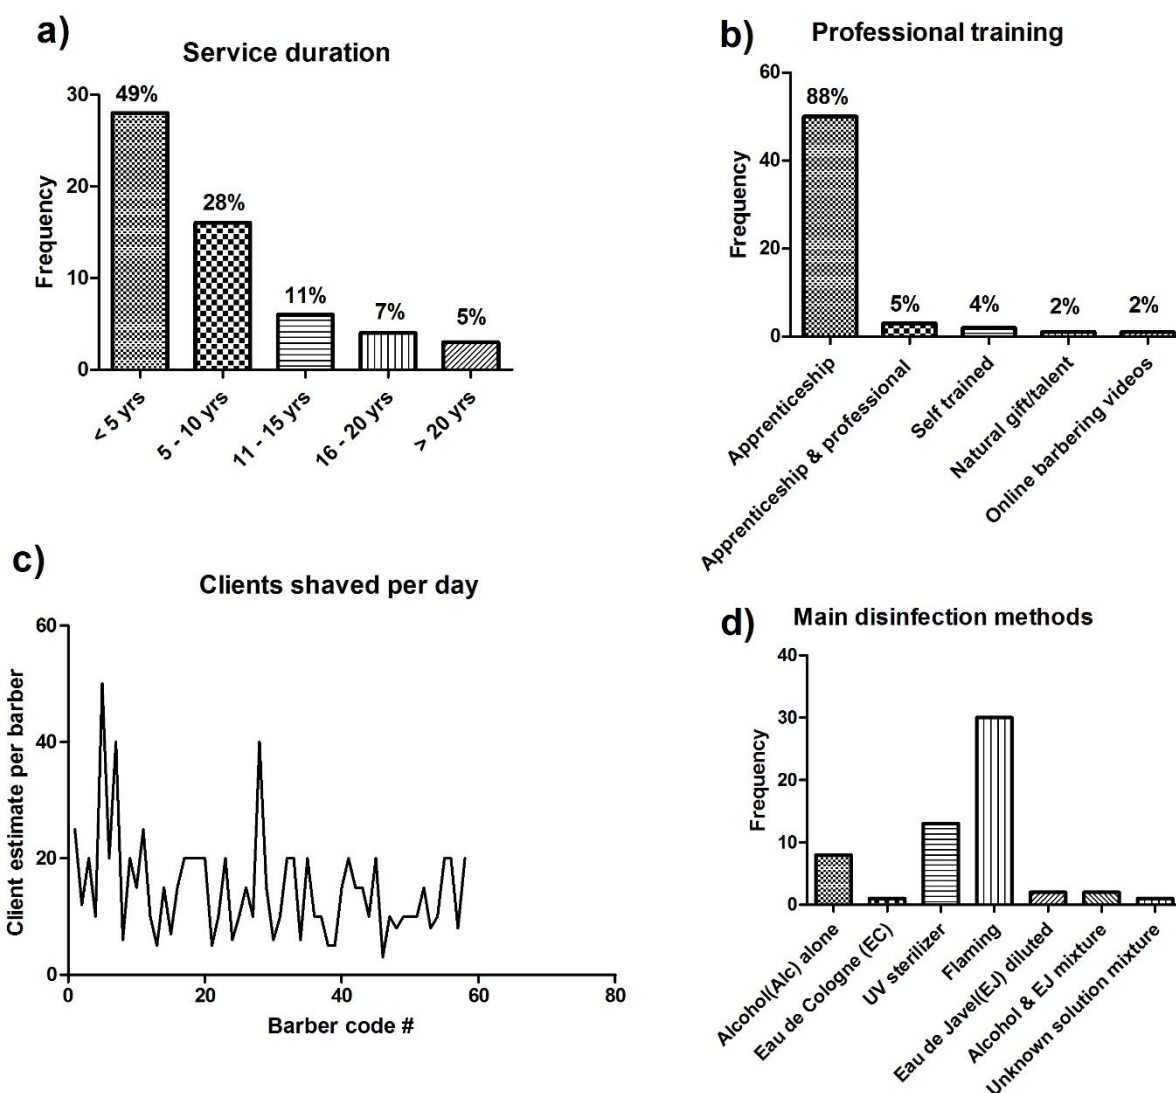 a)
Service duration
Frequency
30
20
10
0
49%
28%
11%
7%
5%
< 5 yrs
5 - 10 yrs
11 - 15 yrs
16 - 20 yrs
> 20 yrs
b)
Professional training
Frequency
60
40
20
0
88%
5%
4%
2%
2%
Apprenticeship
Apprenticeship & professional
Self trained
Natural gift/talent
Online barbering videos
c)
Clients shaved per day
Client estimate per barber
60
40
20
0
0
20
40
60
80
Barber code #
d)
Main disinfection methods
Frequency
40
30
20
10
0
Alcohol(Alc) alone
Eau de Cologne (EC)
UV sterilizer
Flaming
Eau de Javel(EJ) diluted
Alcohol & EJ mixture
Unknown solution mixture